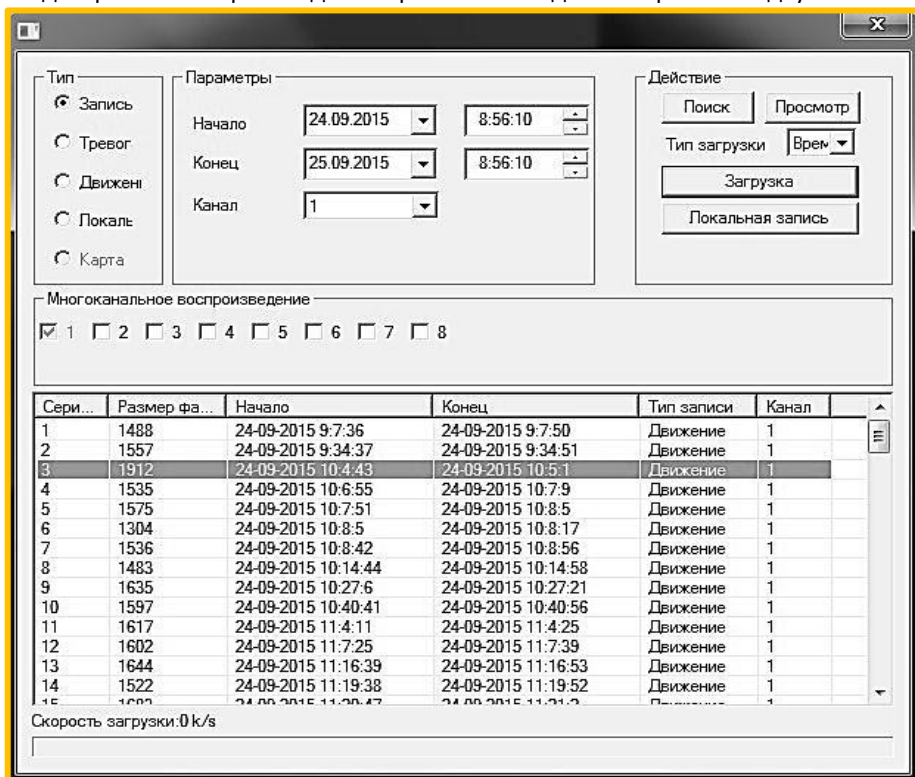 Тип
Запись
Тревог
Движені
Локаль
Карта
Параметры
Начало 24.09.2015 8:56:10
Конец 25.09.2015 8:56:10
Канал 1
Действие
Поиск Просмотр
Тип загрузки Врем
Загрузка
Локальная запись
Многоканальное воспроизведение
1 2 3 4 5 6 7 8
Сери... Размер фа... Начало Конец Тип записи Канал
1 1488 24-09-2015 9:7:36 24-09-2015 9:7:50 Движение 1
2 1557 24-09-2015 9:34:37 24-09-2015 9:34:51 Движение 1
3 1912 24-09-2015 10:4:43 24-09-2015 10:5:1 Движение 1
4 1535 24-09-2015 10:6:55 24-09-2015 10:7:9 Движение 1
5 1575 24-09-2015 10:7:51 24-09-2015 10:8:5 Движение 1
6 1304 24-09-2015 10:8:5 24-09-2015 10:8:17 Движение 1
7 1536 24-09-2015 10:8:42 24-09-2015 10:8:56 Движение 1
8 1483 24-09-2015 10:14:44 24-09-2015 10:14:58 Движение 1
9 1635 24-09-2015 10:27:6 24-09-2015 10:27:21 Движение 1
10 1597 24-09-2015 10:40:41 24-09-2015 10:40:56 Движение 1
11 1617 24-09-2015 11:4:11 24-09-2015 11:4:25 Движение 1
12 1602 24-09-2015 11:7:25 24-09-2015 11:7:39 Движение 1
13 1644 24-09-2015 11:16:39 24-09-2015 11:16:53 Движение 1
14 1522 24-09-2015 11:19:38 24-09-2015 11:19:52 Движение 1
Скорость загрузки:0 k/s